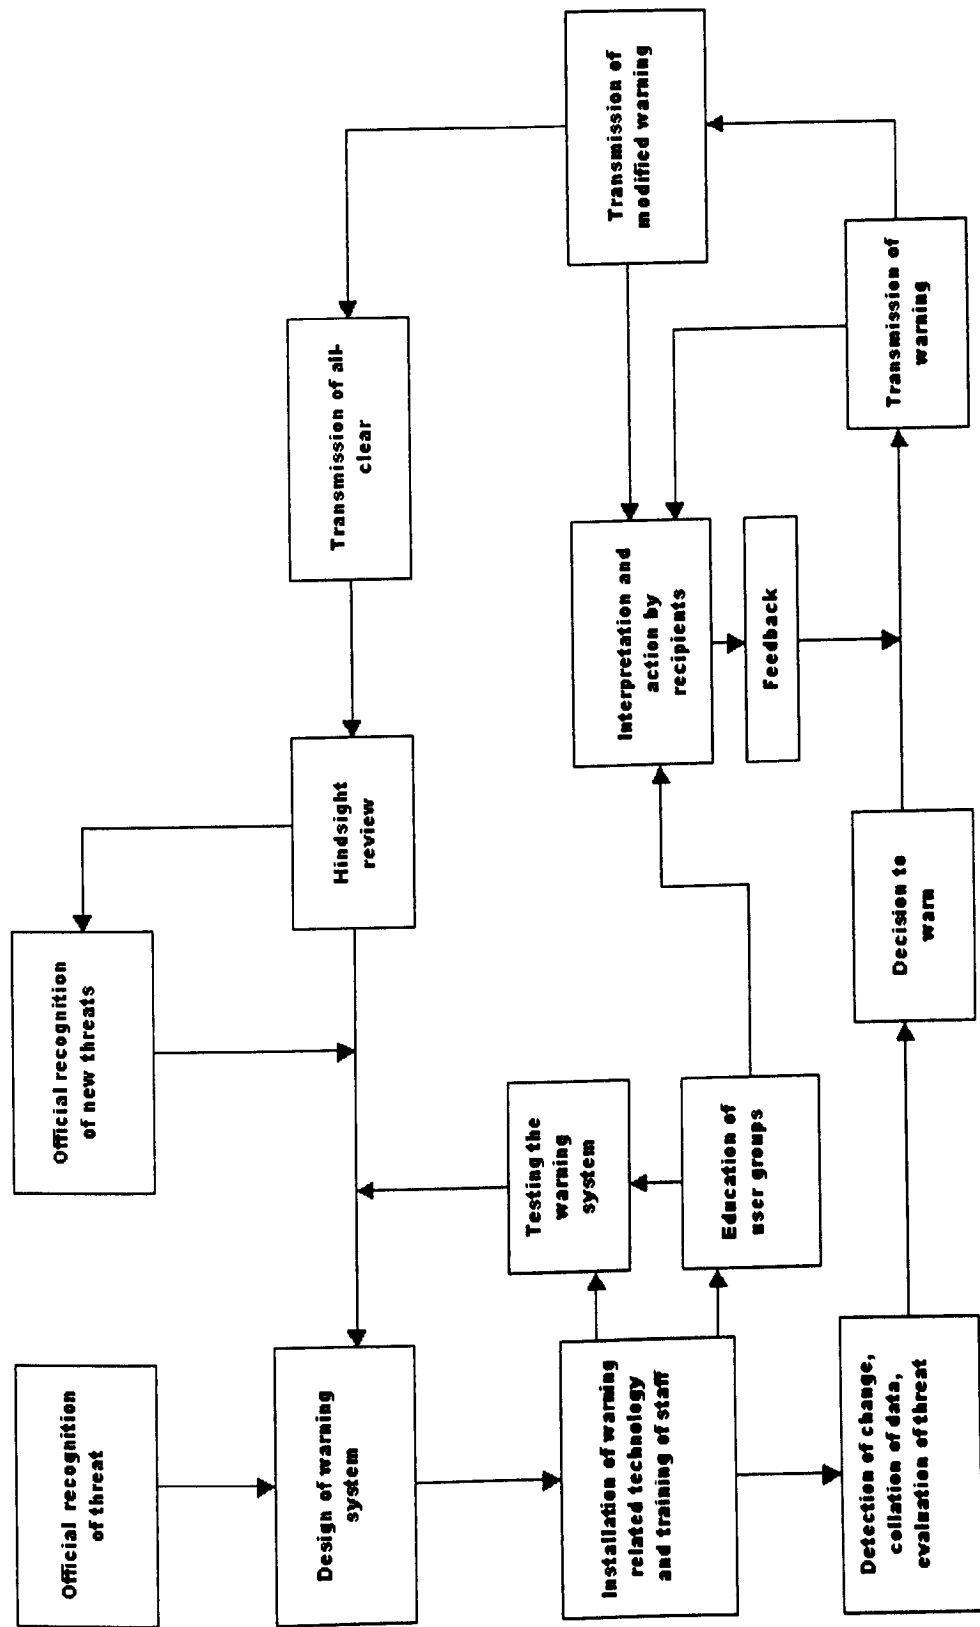 Official recognition
of threat
Official recognition
of new threats
Design of warning
system
Hindsight
review
Transmission of all-
clear
Installation of warning
related technology
and training of staff
Testing the
warning
system
Education of
user groups
Interpretation and
action by
recipients
Feedback
Transmission of
modified warning
Detection of change,
collation of data,
evaluation of threat
Decision to
warn
Transmission of
warning